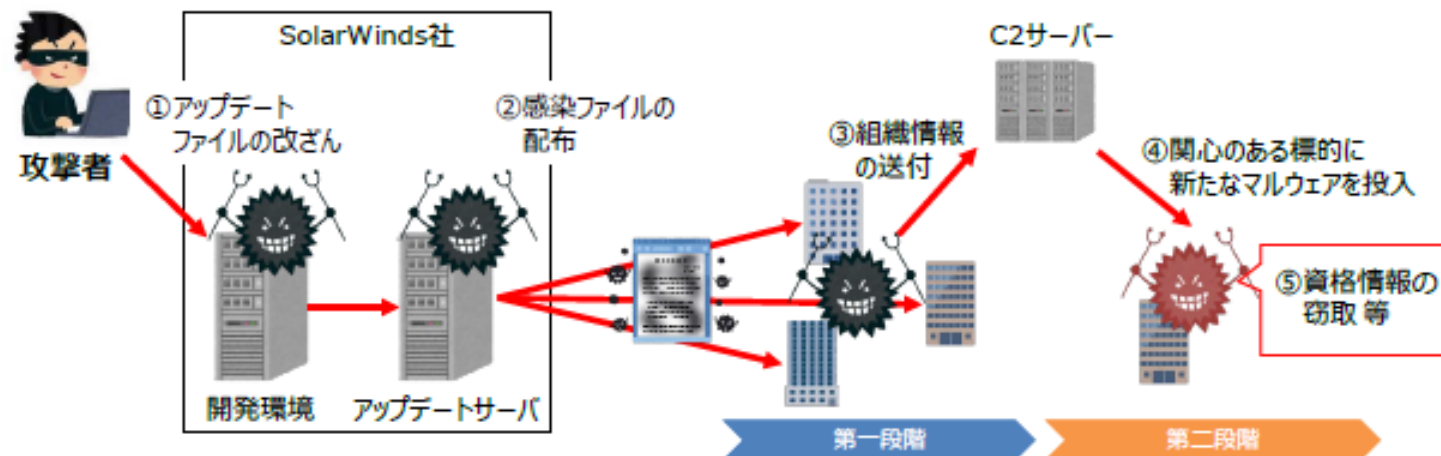 SolarWinds社
C2サーバー
攻撃者
①アップデート
ファイルの改ざん
②感染ファイルの
配布
③組織情報
の送付
④関心のある標的に
新たなマルウェアを投入
⑤資格情報の
窃取 等
開発環境
アップデートサーバ
第一段階
第二段階